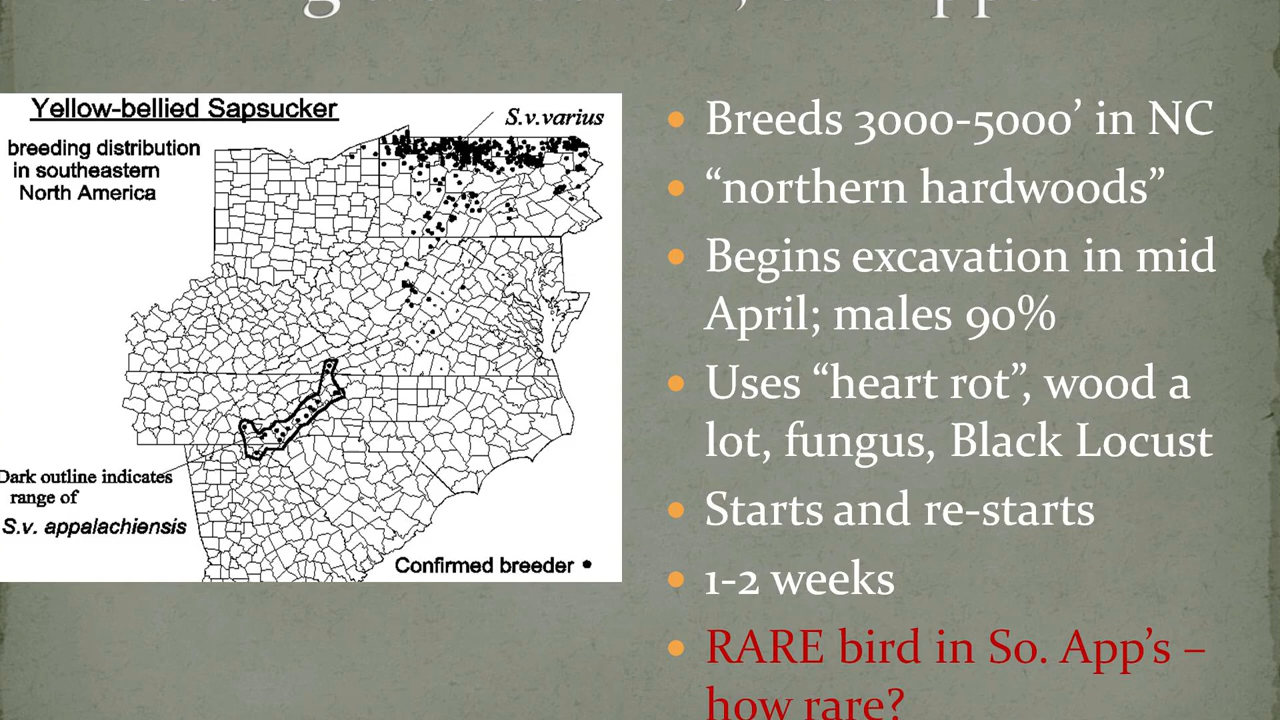 Yellow-bellied Sapsucker
S.v.varius
breeding distribution
in southeastern
North America
Dark outline indicates
range of
S.v. appalachiensis
Confirmed breeder
• Breeds 3000-5000’ in NC
• “northern hardwoods”
• Begins excavation in mid
April; males 90%
• Uses “heart rot”, wood a
lot, fungus, Black Locust
• Starts and re-starts
• 1-2 weeks
• RARE bird in So. App’s –
how rare?